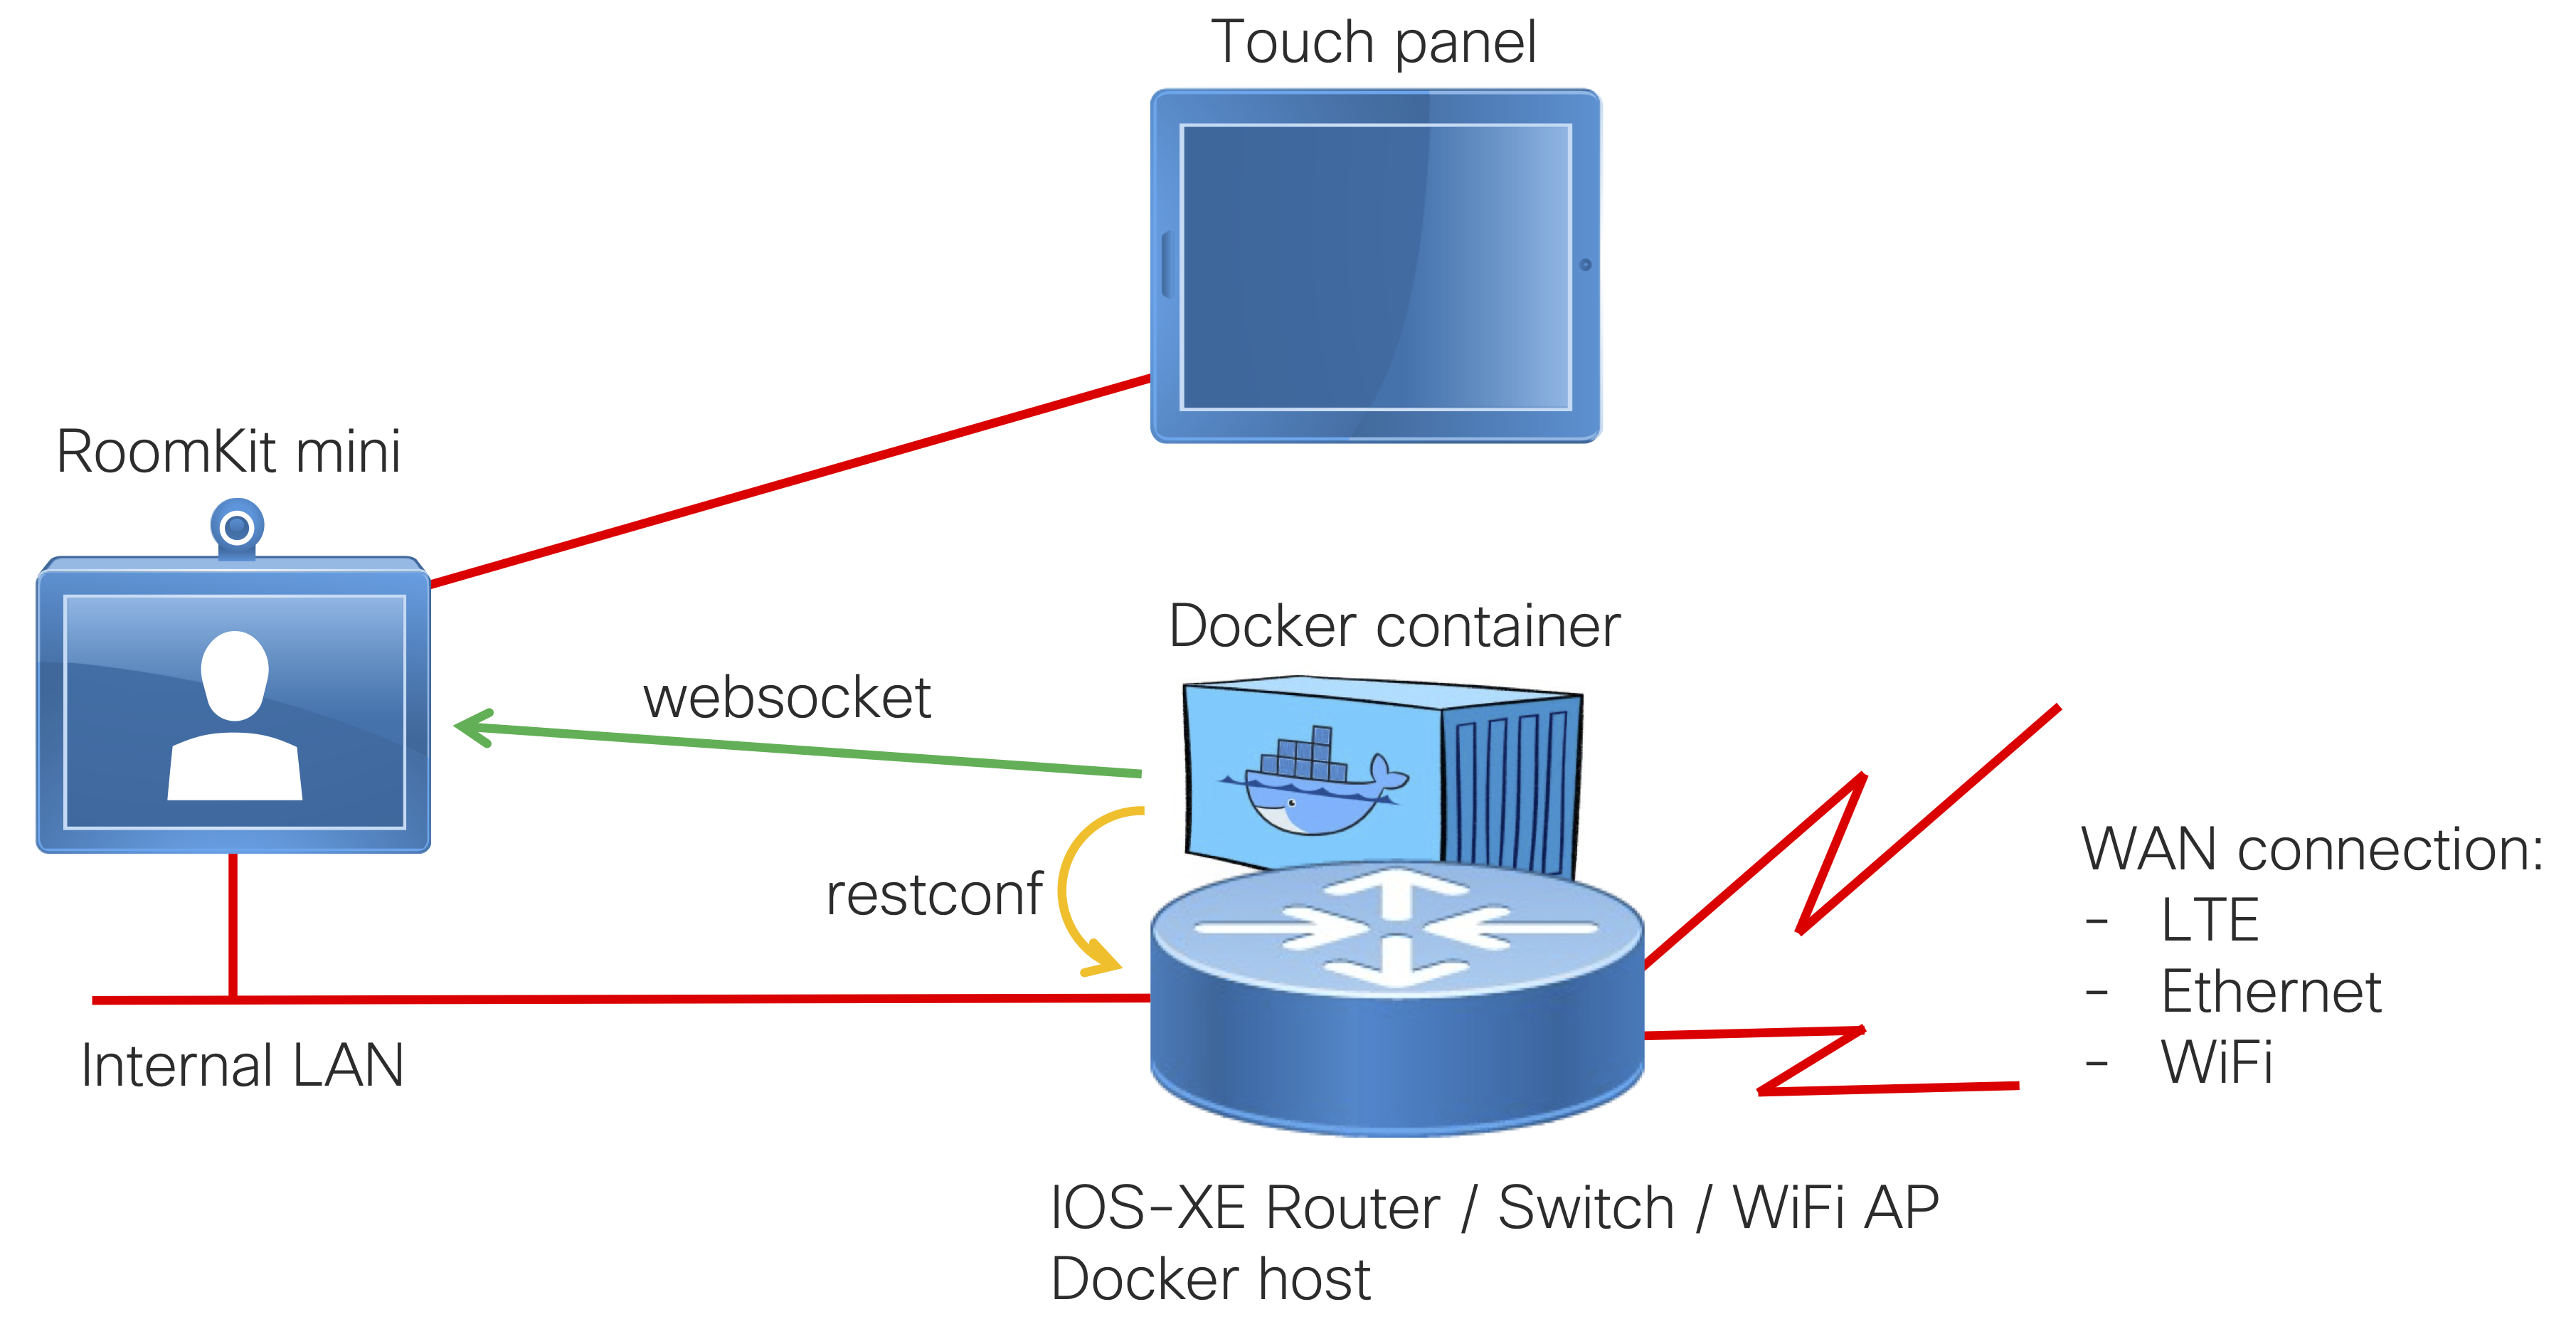 Touch panel
RoomKit mini
Docker container
websocket
restconf
WAN connection:
- LTE
- Ethernet
- WiFi
Internal LAN
IOS-XE Router / Switch / WiFi AP
Docker host